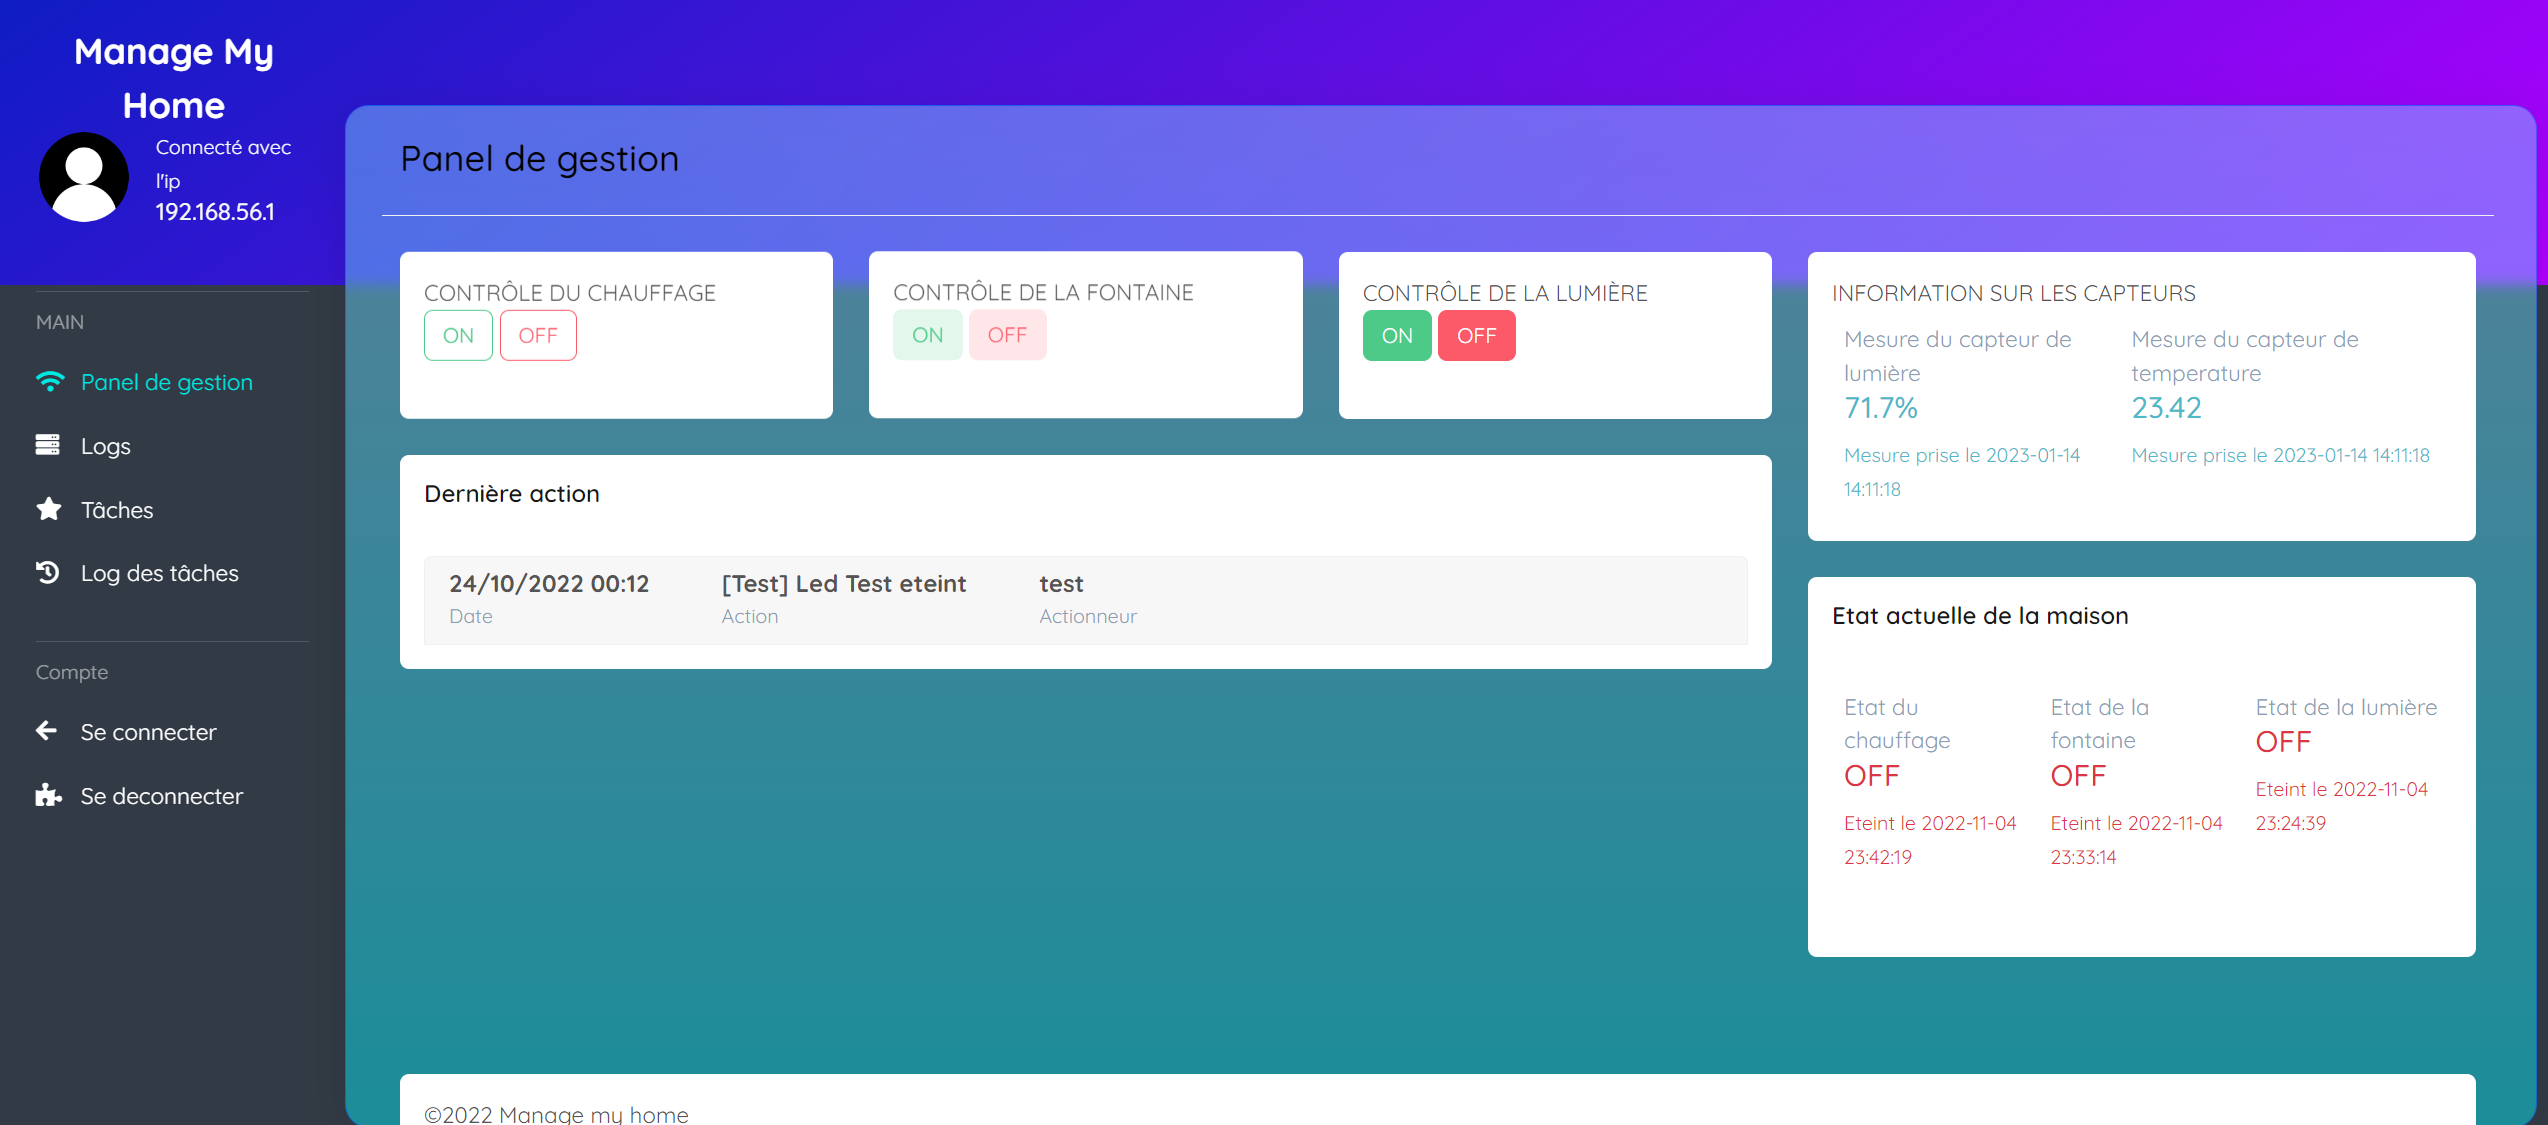 Manage My
Home
Connecté avec
l'ip
192.168.56.1
MAIN
Panel de gestion
Logs
Tâches
Log des tâches
Compte
Se connecter
Se deconnecter
Panel de gestion
CONTRÔLE DU CHAUFFAGE
ON OFF
CONTRÔLE DE LA FONTAINE
ON OFF
CONTRÔLE DE LA LUMIÈRE
ON OFF
Dernière action
24/10/2022 00:12 [Test] Led Test eteint test
Date Action Actionneur
INFORMATION SUR LES CAPTEURS
Mesure du capteur de
lumière
71.7%
Mesure prise le 2023-01-14
14:11:18
Mesure du capteur de
temperature
23.42
Mesure prise le 2023-01-14 14:11:18
Etat actuelle de la maison
Etat du
chauffage
OFF
Eteint le 2022-11-04
23:42:19
Etat de la
fontaine
OFF
Eteint le 2022-11-04
23:33:14
Etat de la lumière
OFF
Eteint le 2022-11-04
23:24:39
©2022 Manage my home